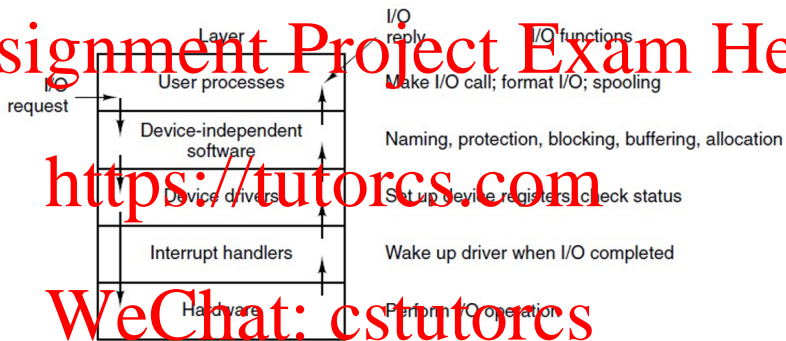 I/O
Layer
reply
I/O functions
signment Project Exam He
I/O
request
User processes
Make I/O call; format I/O; spooling
Device-independent
software
Naming, protection, blocking, buffering, allocation
https://tutorcs.com
Device drivers
Set up device registers; check status
Interrupt handlers
Wake up driver when I/O completed
WeChat: cstutorcs
Hardware
Perform I/O operation